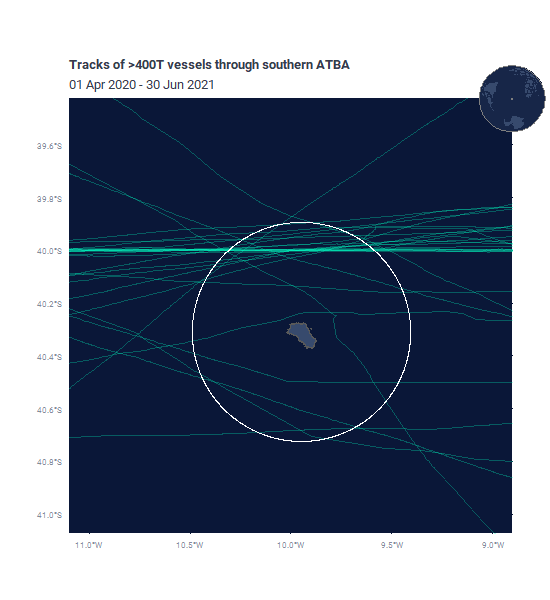 Tracks of >400T vessels through southern ATBA
01 Apr 2020 - 30 Jun 2021
39.6°S
39.8°S
40.0°S
40.2°S
40.4°S
40.6°S
40.8°S
41.0°S
11.0°W 10.5°W 10.0°W 9.5°W 9.0°W